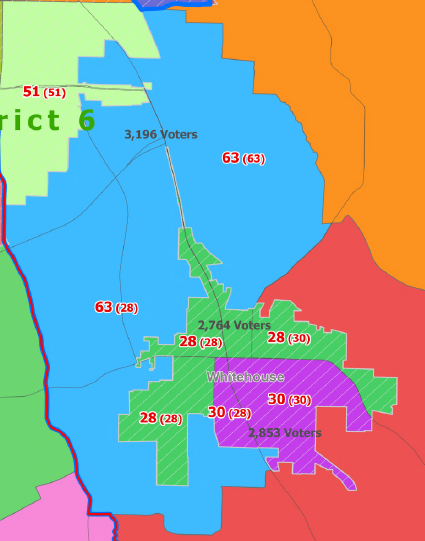 51 (51)
rict 6
3,196 Voters
63 (63)
63 (28)
2,764 Voters
28 (28)
28 (30)
Whitehouse
30 (30)
28 (28)
30 (28)
2,853 Voters